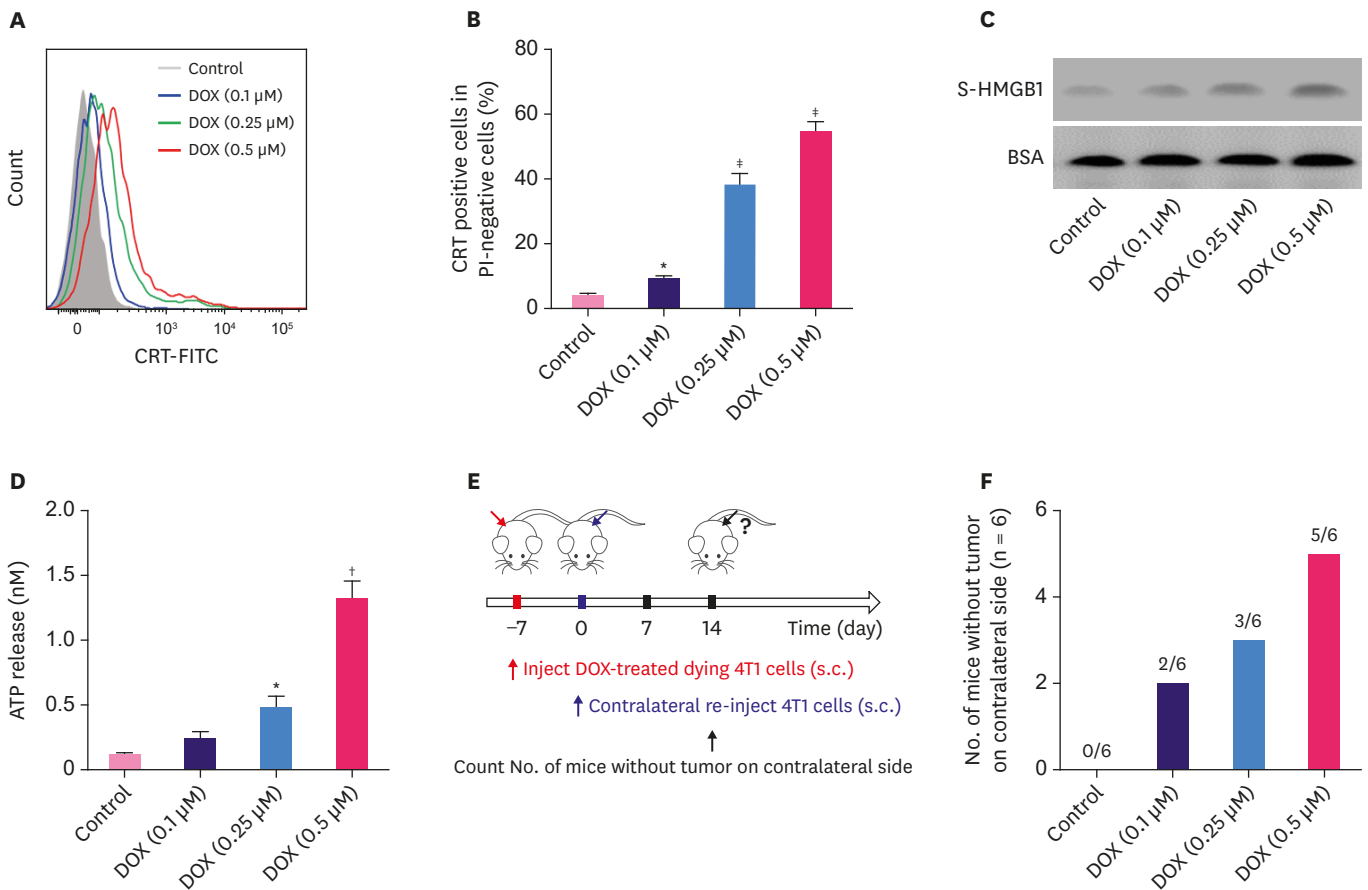 A
Count
Control
DOX (0.1 µM)
DOX (0.25 µM)
DOX (0.5 µM)
0
10³
10⁴
10⁵
CRT-FITC
B
CRT positive cells in
PI-negative cells (%)
80
60
40
20
0
*
‡
‡
Control
DOX (0.1 µM)
DOX (0.25 µM)
DOX (0.5 µM)
C
S-HMGB1
BSA
Control
DOX (0.1 µM)
DOX (0.25 µM)
DOX (0.5 µM)
D
ATP release (nM)
2.0
1.5
1.0
0.5
0
*
†
Control
DOX (0.1 µM)
DOX (0.25 µM)
DOX (0.5 µM)
E
?
−7 0 7 14 Time (day)
Inject DOX-treated dying 4T1 cells (s.c.)
Contralateral re-inject 4T1 cells (s.c.)
Count No. of mice without tumor on contralateral side
F
No. of mice without tumor
on contralateral side (n = 6)
6
4
2
0
0/6
2/6
3/6
5/6
Control
DOX (0.1 µM)
DOX (0.25 µM)
DOX (0.5 µM)